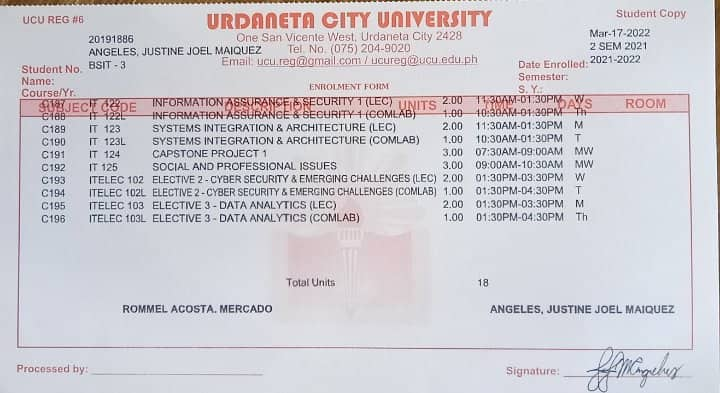 UCU REG #6 URDANETA CITY UNIVERSITY Student Copy
20191886 One San Vicente West, Urdaneta City 2428 Mar-17-2022
ANGELES, JUSTINE JOEL MAIQUEZ Tel. No. (075) 204-9020 2 SEM 2021
Student No. BSIT - 3 Email: ucu.reg@gmail.com / ucureg@ucu.edu.ph Date Enrolled: 2021-2022
Name: Semester:
Course/Yr. ENROLMENT FORM S. Y.:
SUBJECT CODE DESCRIPTION UNITS TIME DAYS ROOM
C187 IT 122 INFORMATION ASSURANCE & SECURITY 1 (LEC) 2.00 11:30AM-01:30PM W
C188 IT 122L INFORMATION ASSURANCE & SECURITY 1 (COMLAB) 1.00 10:30AM-01:30PM Th
C189 IT 123 SYSTEMS INTEGRATION & ARCHITECTURE (LEC) 2.00 11:30AM-01:30PM M
C190 IT 123L SYSTEMS INTEGRATION & ARCHITECTURE (COMLAB) 1.00 10:30AM-01:30PM T
C191 IT 124 CAPSTONE PROJECT 1 3.00 07:30AM-09:00AM MW
C192 IT 125 SOCIAL AND PROFESSIONAL ISSUES 3.00 09:00AM-10:30AM MW
C193 ITELEC 102 ELECTIVE 2 - CYBER SECURITY & EMERGING CHALLENGES (LEC) 2.00 01:30PM-03:30PM W
C194 ITELEC 102L ELECTIVE 2 - CYBER SECURITY & EMERGING CHALLENGES (COMLAB) 1.00 01:30PM-04:30PM T
C195 ITELEC 103 ELECTIVE 3 - DATA ANALYTICS (LEC) 2.00 01:30PM-03:30PM M
C196 ITELEC 103L ELECTIVE 3 - DATA ANALYTICS (COMLAB) 1.00 01:30PM-04:30PM Th
Total Units 18
ROMMEL ACOSTA. MERCADO ANGELES, JUSTINE JOEL MAIQUEZ
Processed by: Signature: